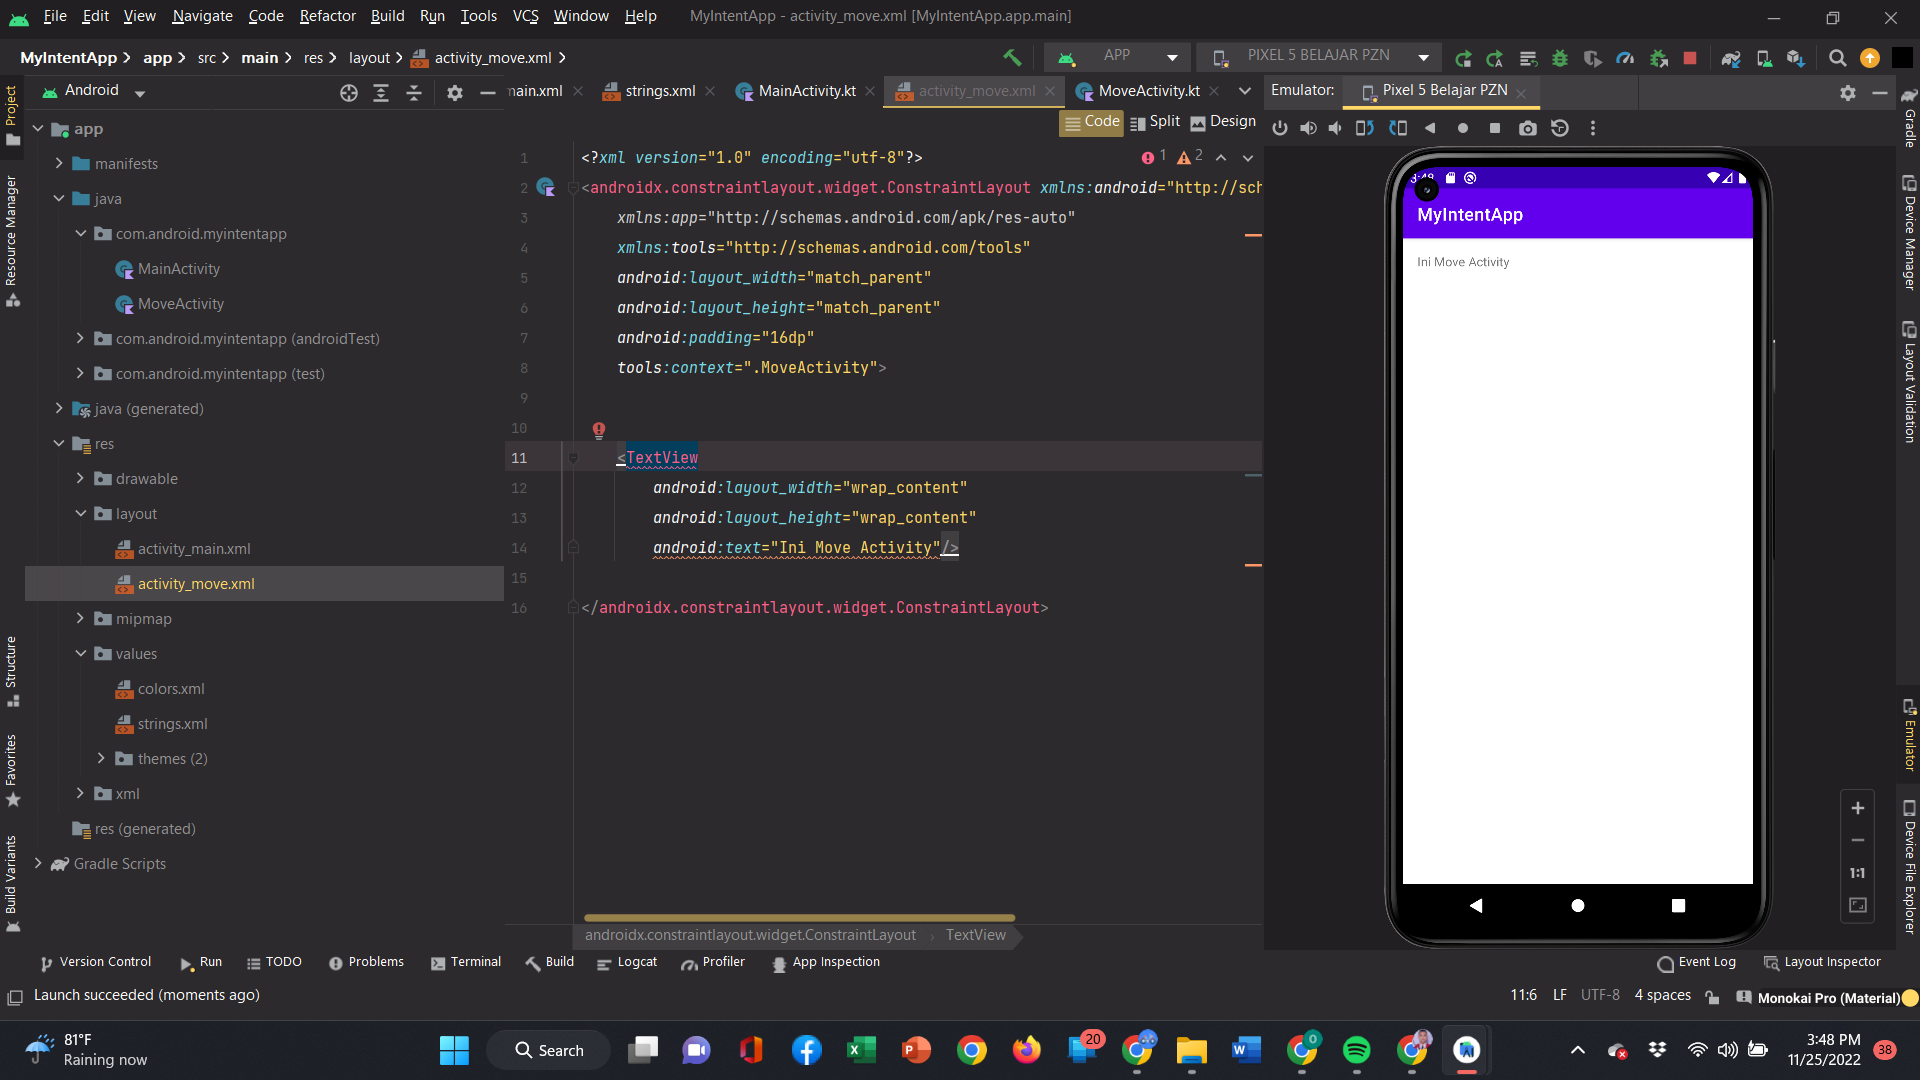 File Edit View Navigate Code Refactor Build Run Tools VCS Window Help MyIntentApp - activity_move.xml [MyIntentApp.app.main]
MyIntentApp app src main res layout activity_move.xml APP PIXEL 5 BELAJAR PZN
Android
nain.xml strings.xml MainActivity.kt activity_move.xml MoveActivity.kt
Emulator: Pixel 5 Belajar PZN
Code Split Design
Project
Resource Manager
Structure
Favorites
Build Variants
app
manifests
java
com.android.myintentapp
MainActivity
MoveActivity
com.android.myintentapp (androidTest)
com.android.myintentapp (test)
java (generated)
res
drawable
layout
activity_main.xml
activity_move.xml
mipmap
values
colors.xml
strings.xml
themes (2)
xml
res (generated)
Gradle Scripts
1 <?xml version="1.0" encoding="utf-8"?>
1 2
2 <androidx.constraintlayout.widget.ConstraintLayout xmlns:android="http://sch
3 xmlns:app="http://schemas.android.com/apk/res-auto"
4 xmlns:tools="http://schemas.android.com/tools"
5 android:layout_width="match_parent"
6 android:layout_height="match_parent"
7 android:padding="16dp"
8 tools:context=".MoveActivity">
9
10
11 <TextView
12 android:layout_width="wrap_content"
13 android:layout_height="wrap_content"
14 android:text="Ini Move Activity"/>
15
16 </androidx.constraintlayout.widget.ConstraintLayout>
androidx.constraintlayout.widget.ConstraintLayout TextView
3:48
MyIntentApp
Ini Move Activity
1:1
Gradle
Device Manager
Layout Validation
Emulator
Device File Explorer
Version Control Run TODO Problems Terminal Build Logcat Profiler App Inspection Event Log Layout Inspector
Launch succeeded (moments ago) 11:6 LF UTF-8 4 spaces Monokai Pro (Material)
81°F
Raining now
Search
20
0
3:48 PM
11/25/2022
38